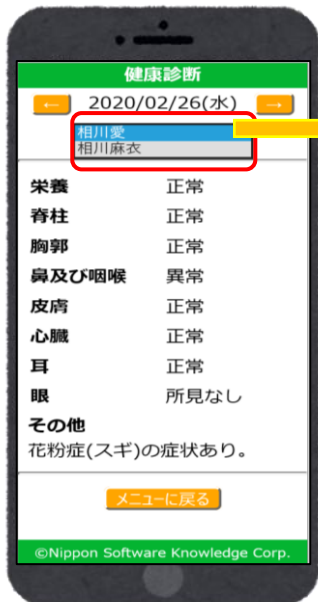 健康診断
← 2020/02/26(水) →
相川愛
相川麻衣
栄養 正常
脊柱 正常
胸郭 正常
鼻及び咽喉 異常
皮膚 正常
心臓 正常
耳 正常
眼 所見なし
その他
花粉症(スギ)の症状あり。
メニューに戻る
©Nippon Software Knowledge Corp.